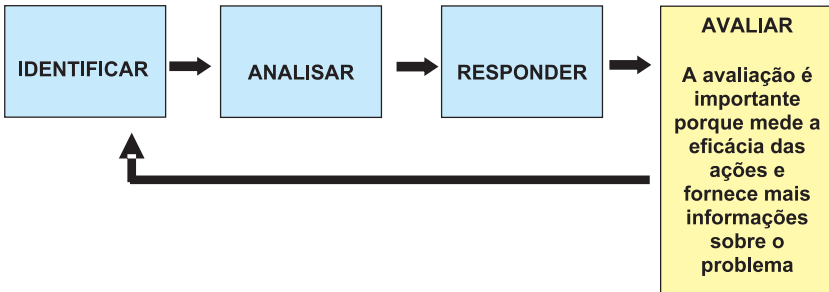 IDENTIFICAR
ANALISAR
RESPONDER
AVALIAR
A avaliação é
importante
porque mede a
eficácia das
ações e
fornece mais
informações
sobre o
problema